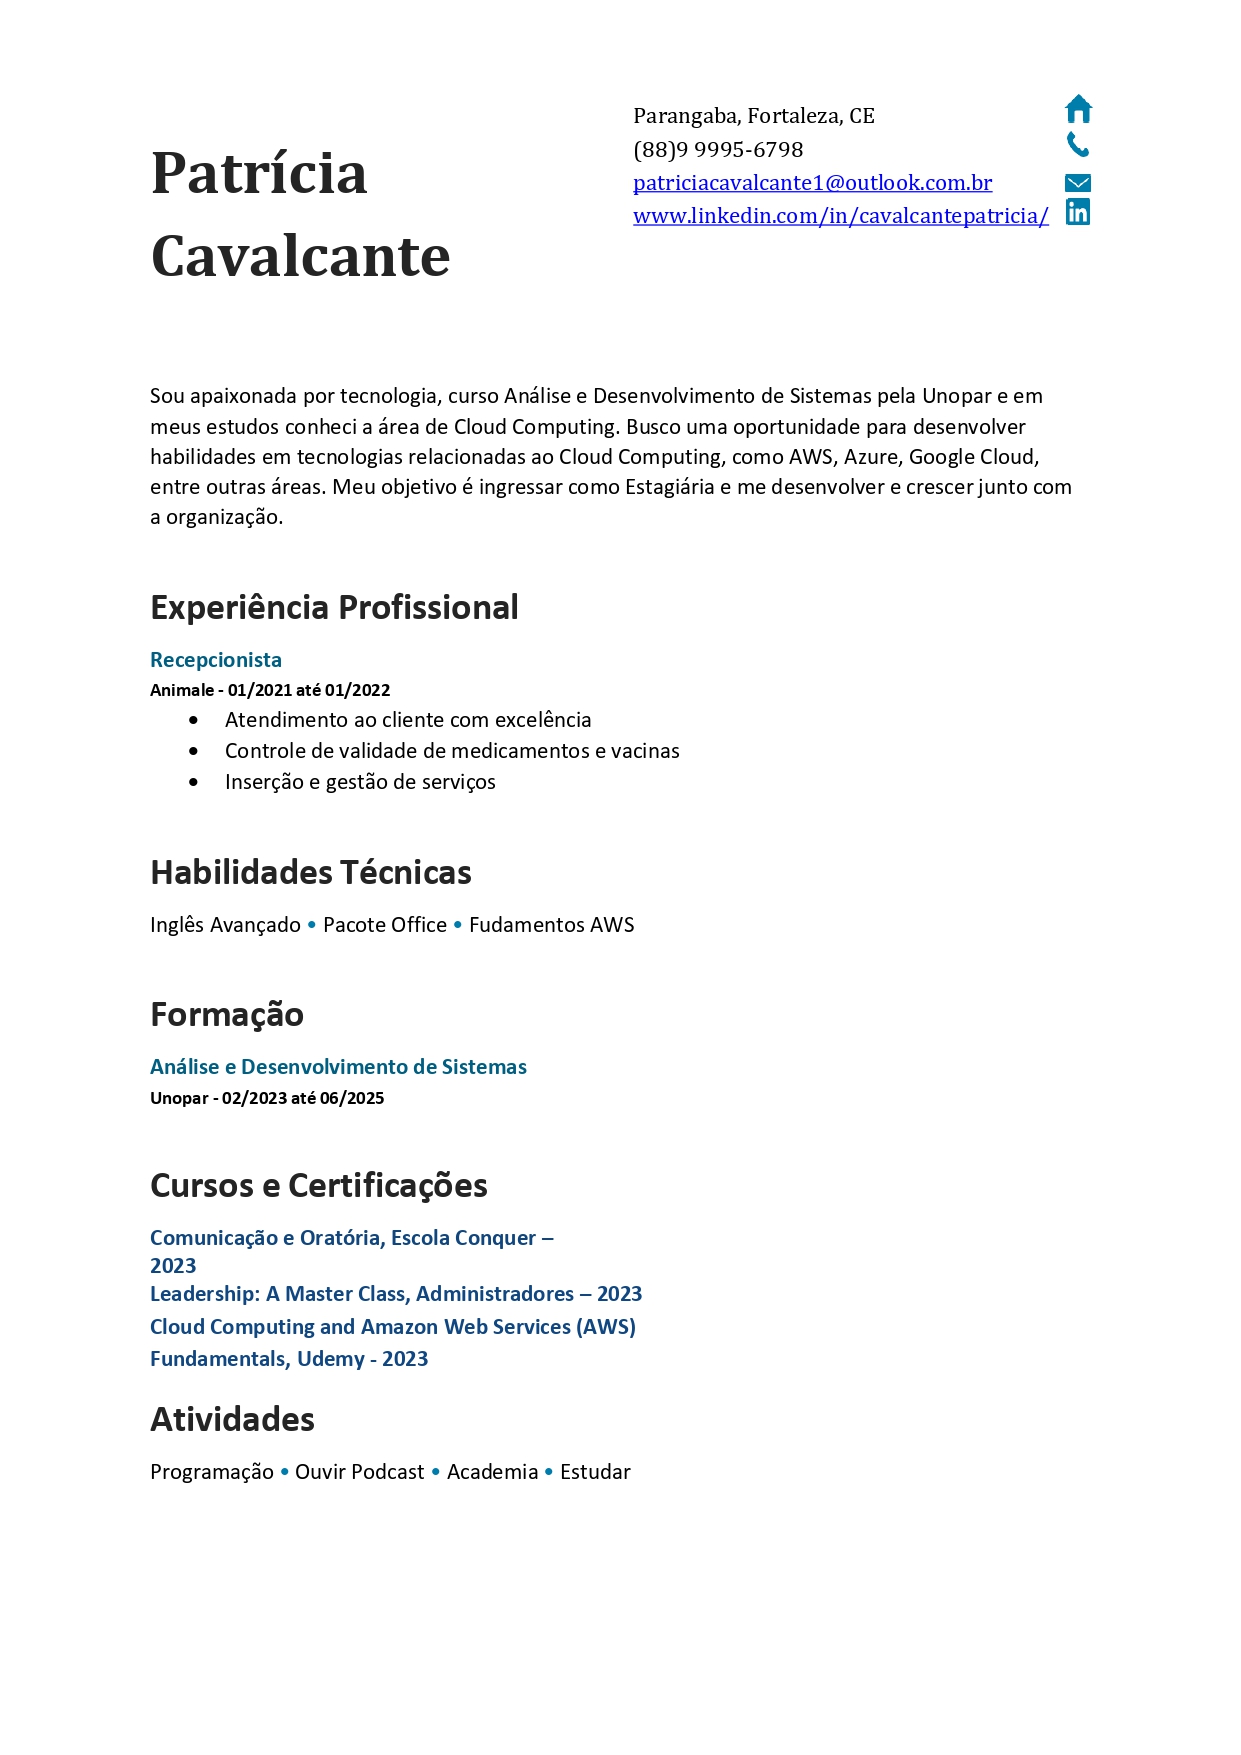 Patrícia
Cavalcante
Parangaba, Fortaleza, CE
(88)9 9995-6798
patriciacavalcante1@outlook.com.br
www.linkedin.com/in/cavalcantepatricia/
in
Sou apaixonada por tecnologia, curso Análise e Desenvolvimento de Sistemas pela Unopar e em
meus estudos conheci a área de Cloud Computing. Busco uma oportunidade para desenvolver
habilidades em tecnologias relacionadas ao Cloud Computing, como AWS, Azure, Google Cloud,
entre outras áreas. Meu objetivo é ingressar como Estagiária e me desenvolver e crescer junto com
a organização.
Experiência Profissional
Recepcionista
Animale - 01/2021 até 01/2022
• Atendimento ao cliente com excelência
• Controle de validade de medicamentos e vacinas
• Inserção e gestão de serviços
Habilidades Técnicas
Inglês Avançado • Pacote Office • Fudamentos AWS
Formação
Análise e Desenvolvimento de Sistemas
Unopar - 02/2023 até 06/2025
Cursos e Certificações
Comunicação e Oratória, Escola Conquer –
2023
Leadership: A Master Class, Administradores – 2023
Cloud Computing and Amazon Web Services (AWS)
Fundamentals, Udemy - 2023
Atividades
Programação • Ouvir Podcast • Academia • Estudar